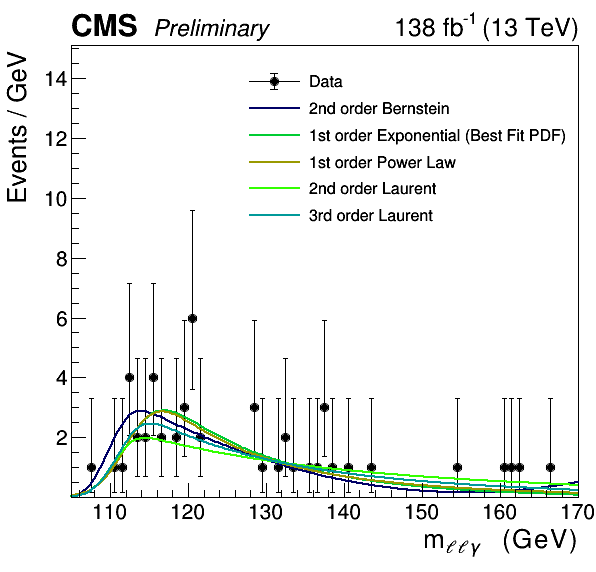 CMS Preliminary 138 fb⁻¹ (13 TeV)
Events / GeV
14
12
10
8
6
4
2
Data
2nd order Bernstein
1st order Exponential (Best Fit PDF)
1st order Power Law
2nd order Laurent
3rd order Laurent
110 120 130 140 150 160 170
m_ℓℓγ (GeV)